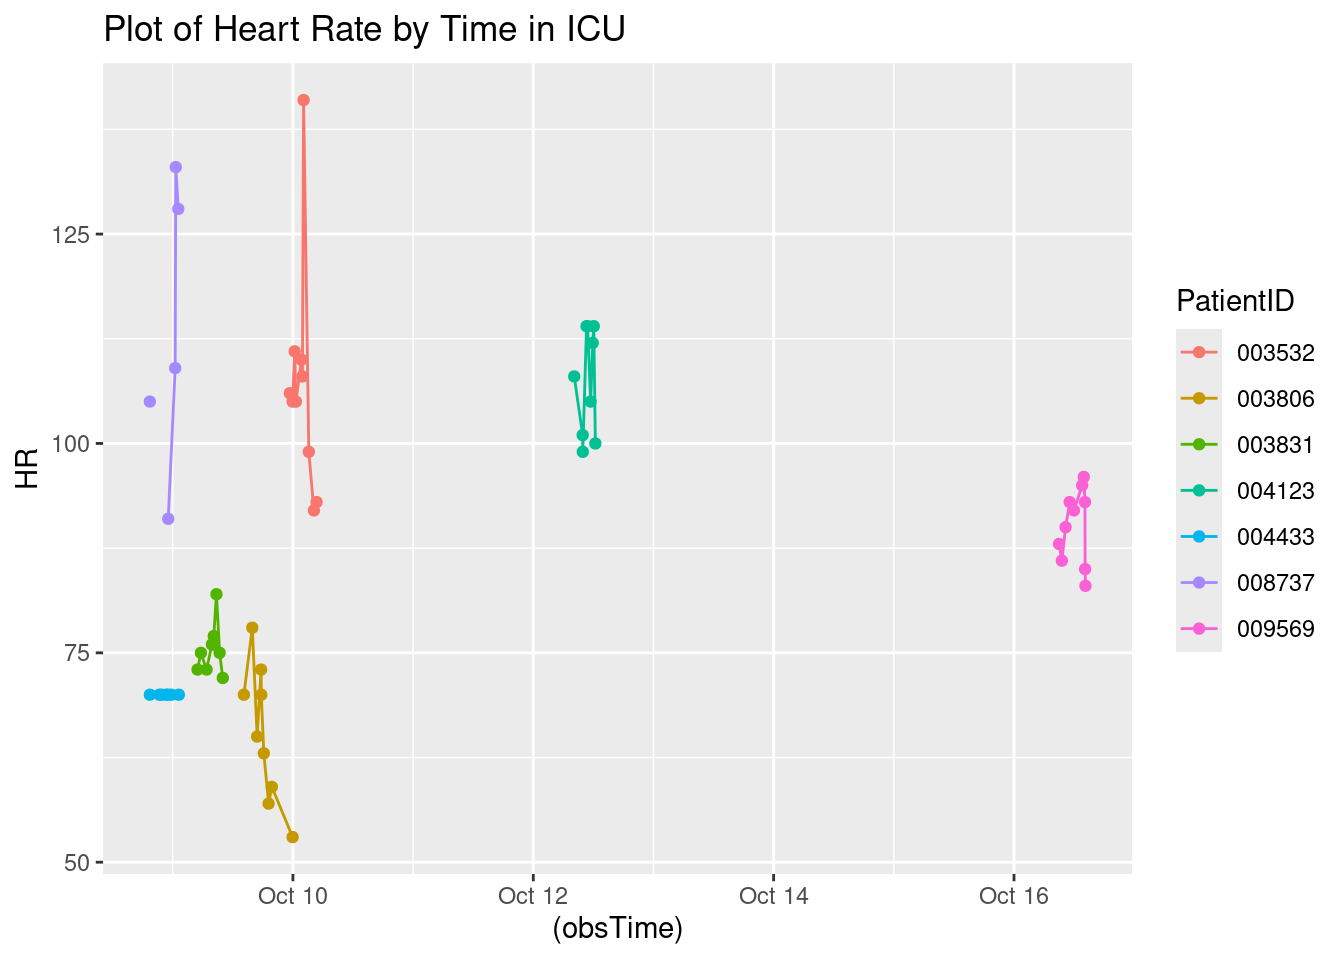 Plot of Heart Rate by Time in ICU
125
100
75
50
HR
Oct 10
Oct 12
Oct 14
Oct 16
(obsTime)
PatientID
003532
003806
003831
004123
004433
008737
009569